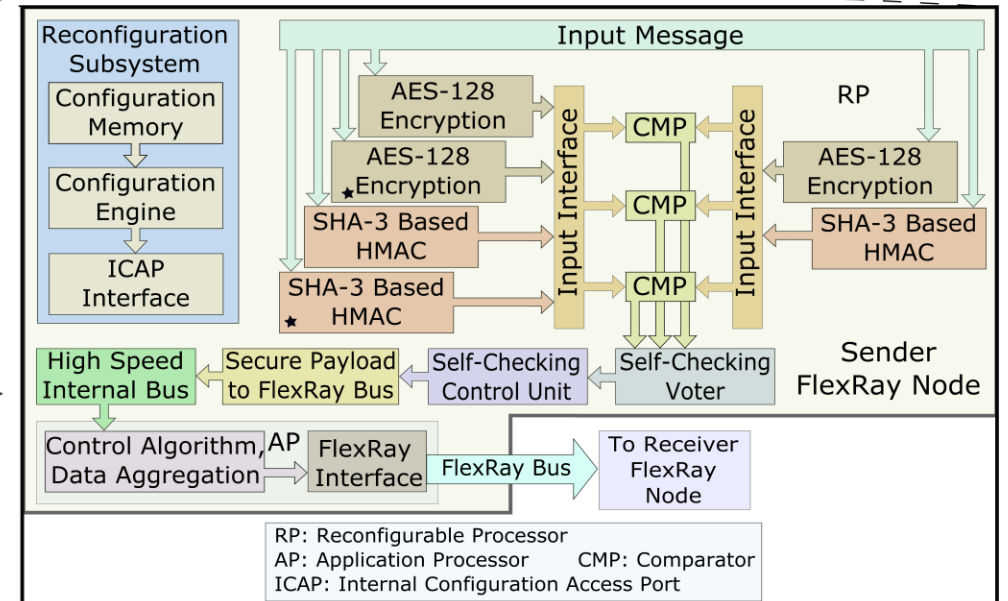 Reconfiguration
Subsystem
Configuration
Memory
Configuration
Engine
ICAP
Interface
Input Message
AES-128
Encryption
AES-128
Encryption
SHA-3 Based
HMAC
SHA-3 Based
HMAC
Input Interface
CMP
CMP
CMP
Input Interface
RP
AES-128
Encryption
SHA-3 Based
HMAC
High Speed
Internal Bus
Secure Payload
to FlexRay Bus
Self-Checking
Control Unit
Self-Checking
Voter
Sender
FlexRay Node
Control Algorithm,
Data Aggregation
AP
FlexRay
Interface
FlexRay Bus
To Receiver
FlexRay
Node
RP: Reconfigurable Processor
AP: Application Processor CMP: Comparator
ICAP: Internal Configuration Access Port